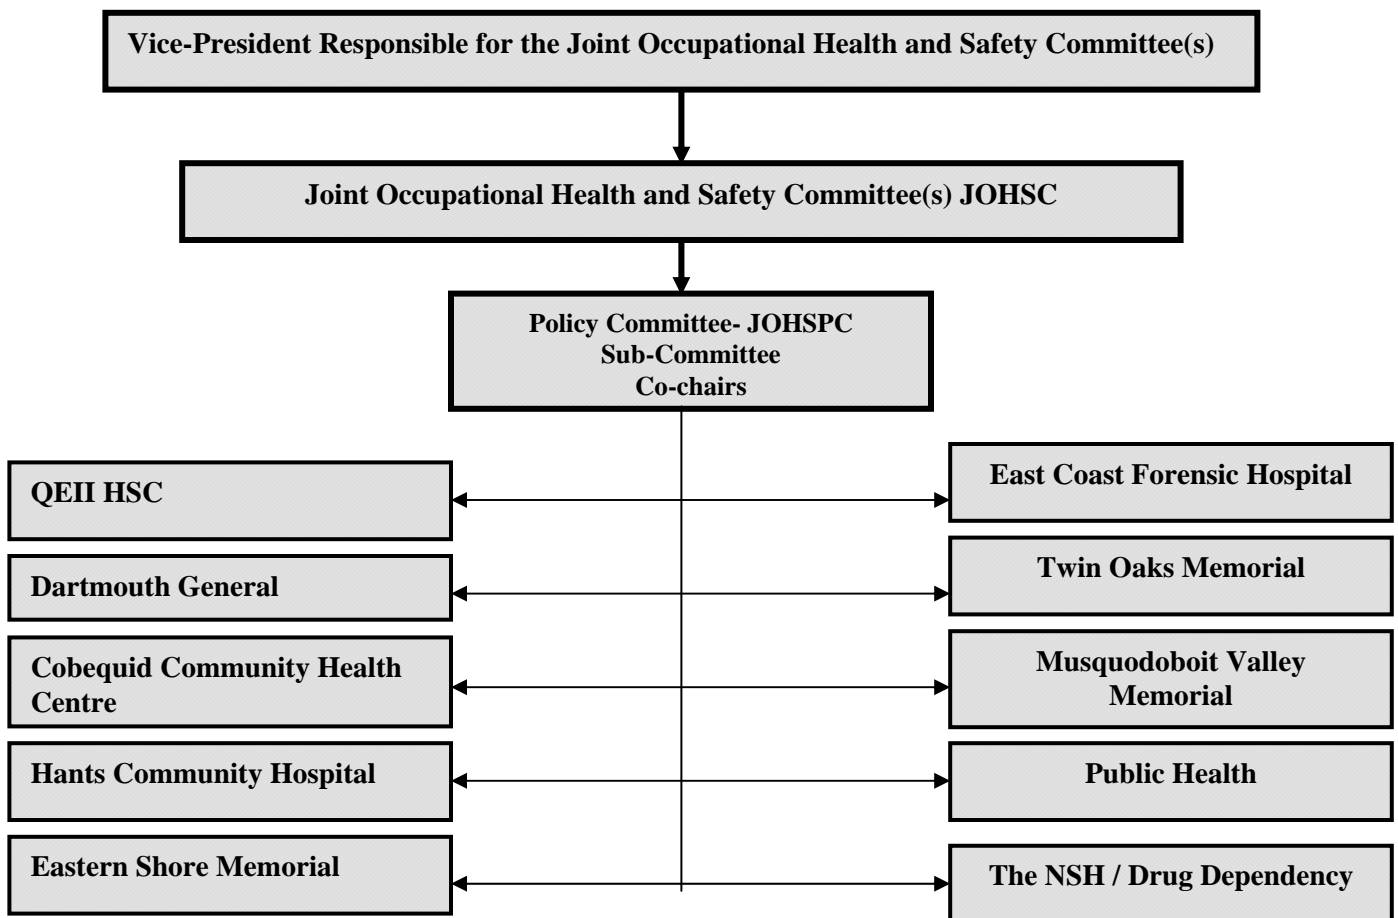 Vice-President Responsible for the Joint Occupational Health and Safety Committee(s)
Joint Occupational Health and Safety Committee(s) JOHSC
Policy Committee- JOHSPC
Sub-Committee
Co-chairs
QEII HSC
East Coast Forensic Hospital
Dartmouth General
Twin Oaks Memorial
Cobequid Community Health
Centre
Musquodoboit Valley
Memorial
Hants Community Hospital
Public Health
Eastern Shore Memorial
The NSH / Drug Dependency